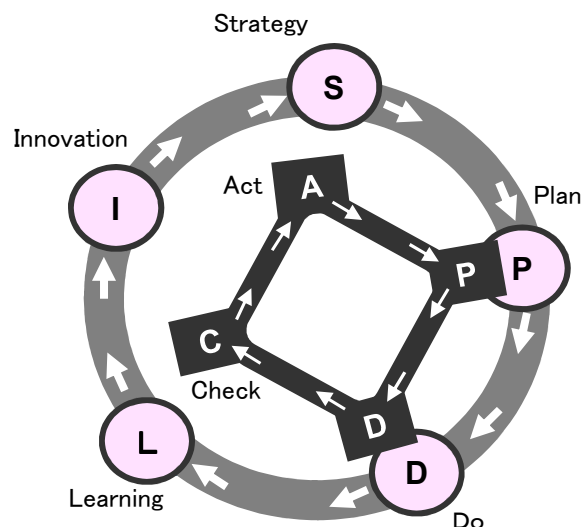 Strategy
S
Innovation
I
Act
A
Plan
P
P
C
Check
D
D
Do
L
Learning